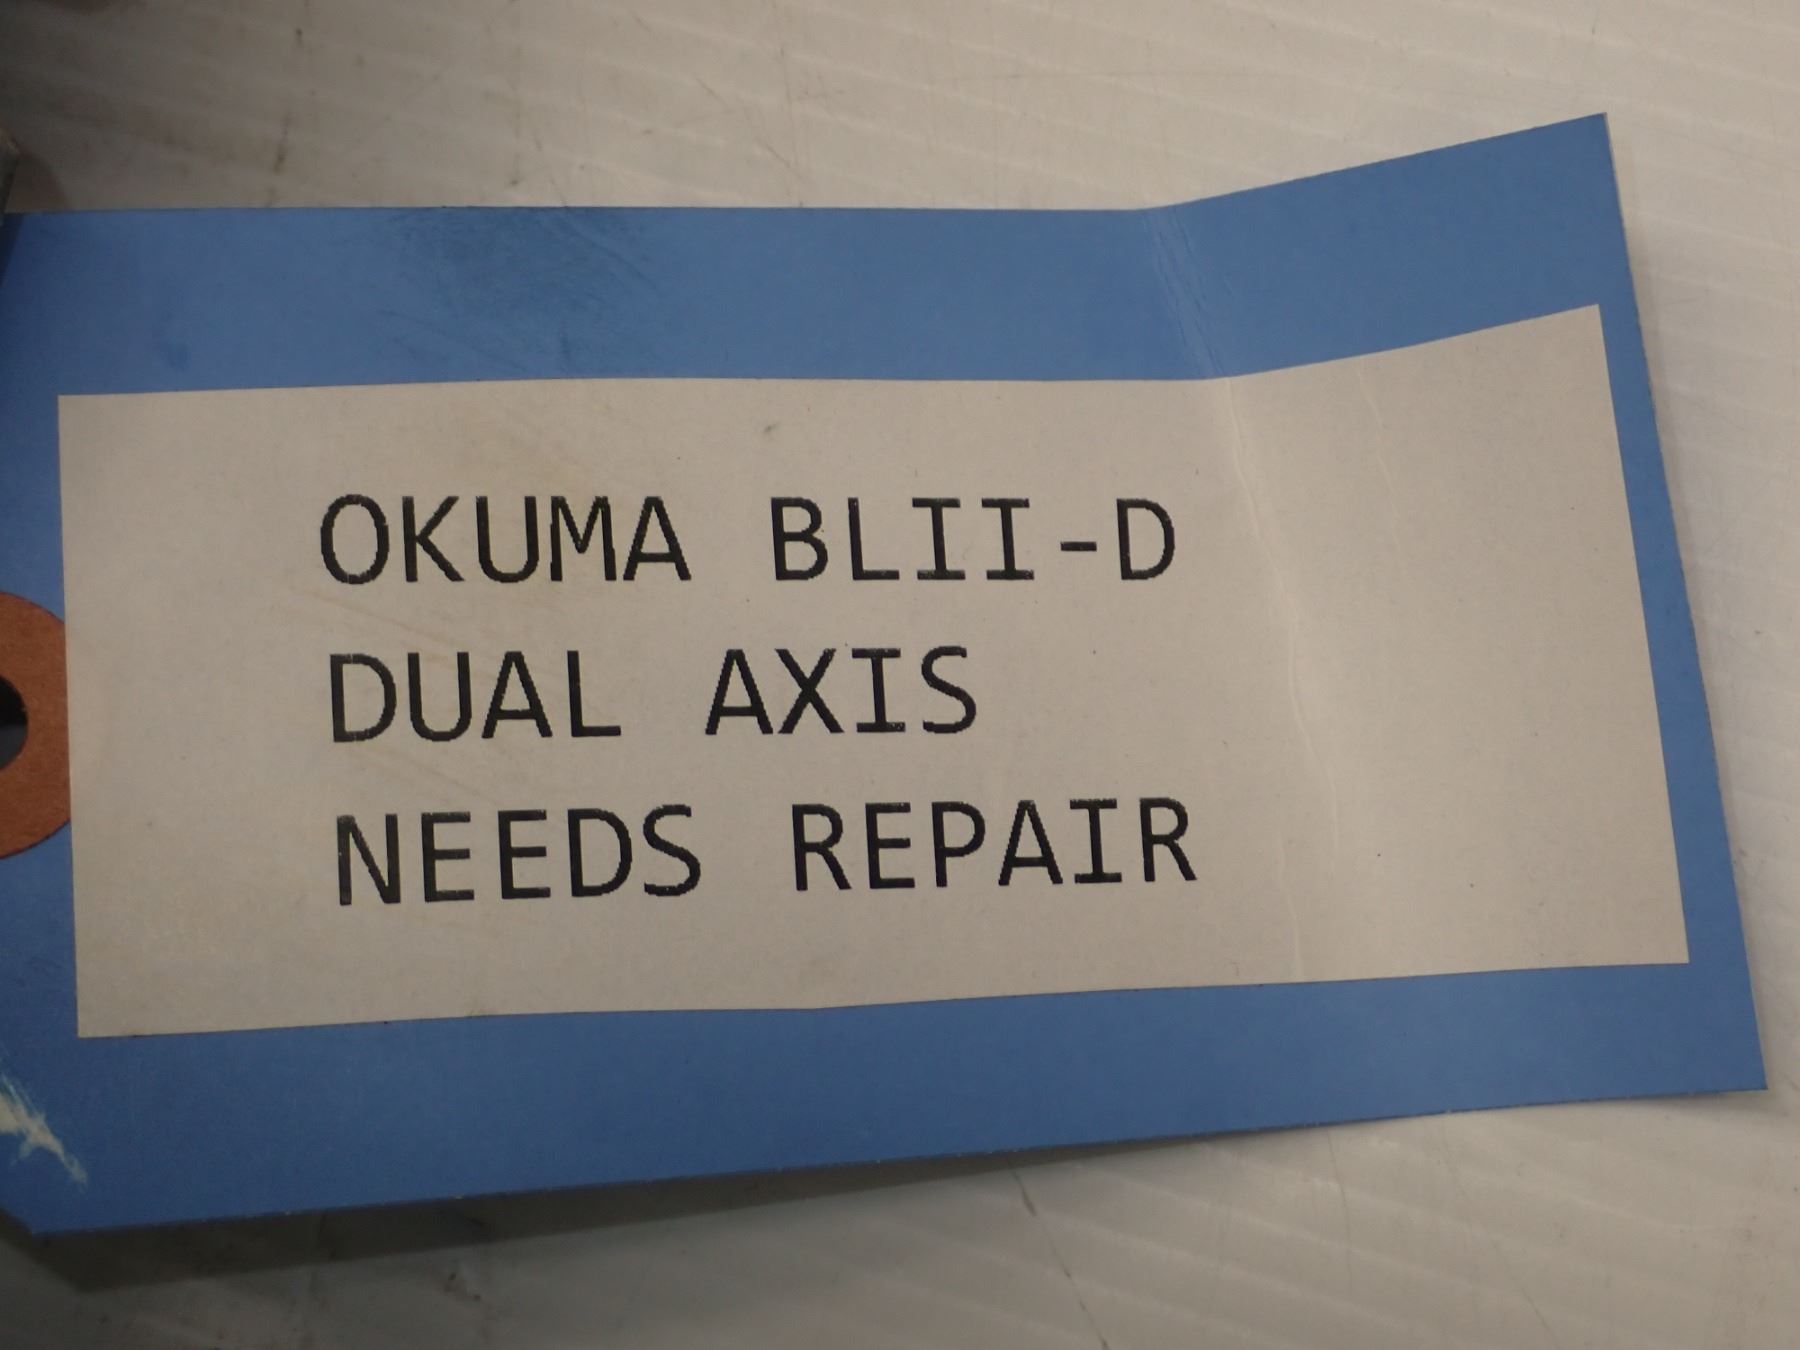 OKUMA BLII-D
DUAL AXIS
NEEDS REPAIR